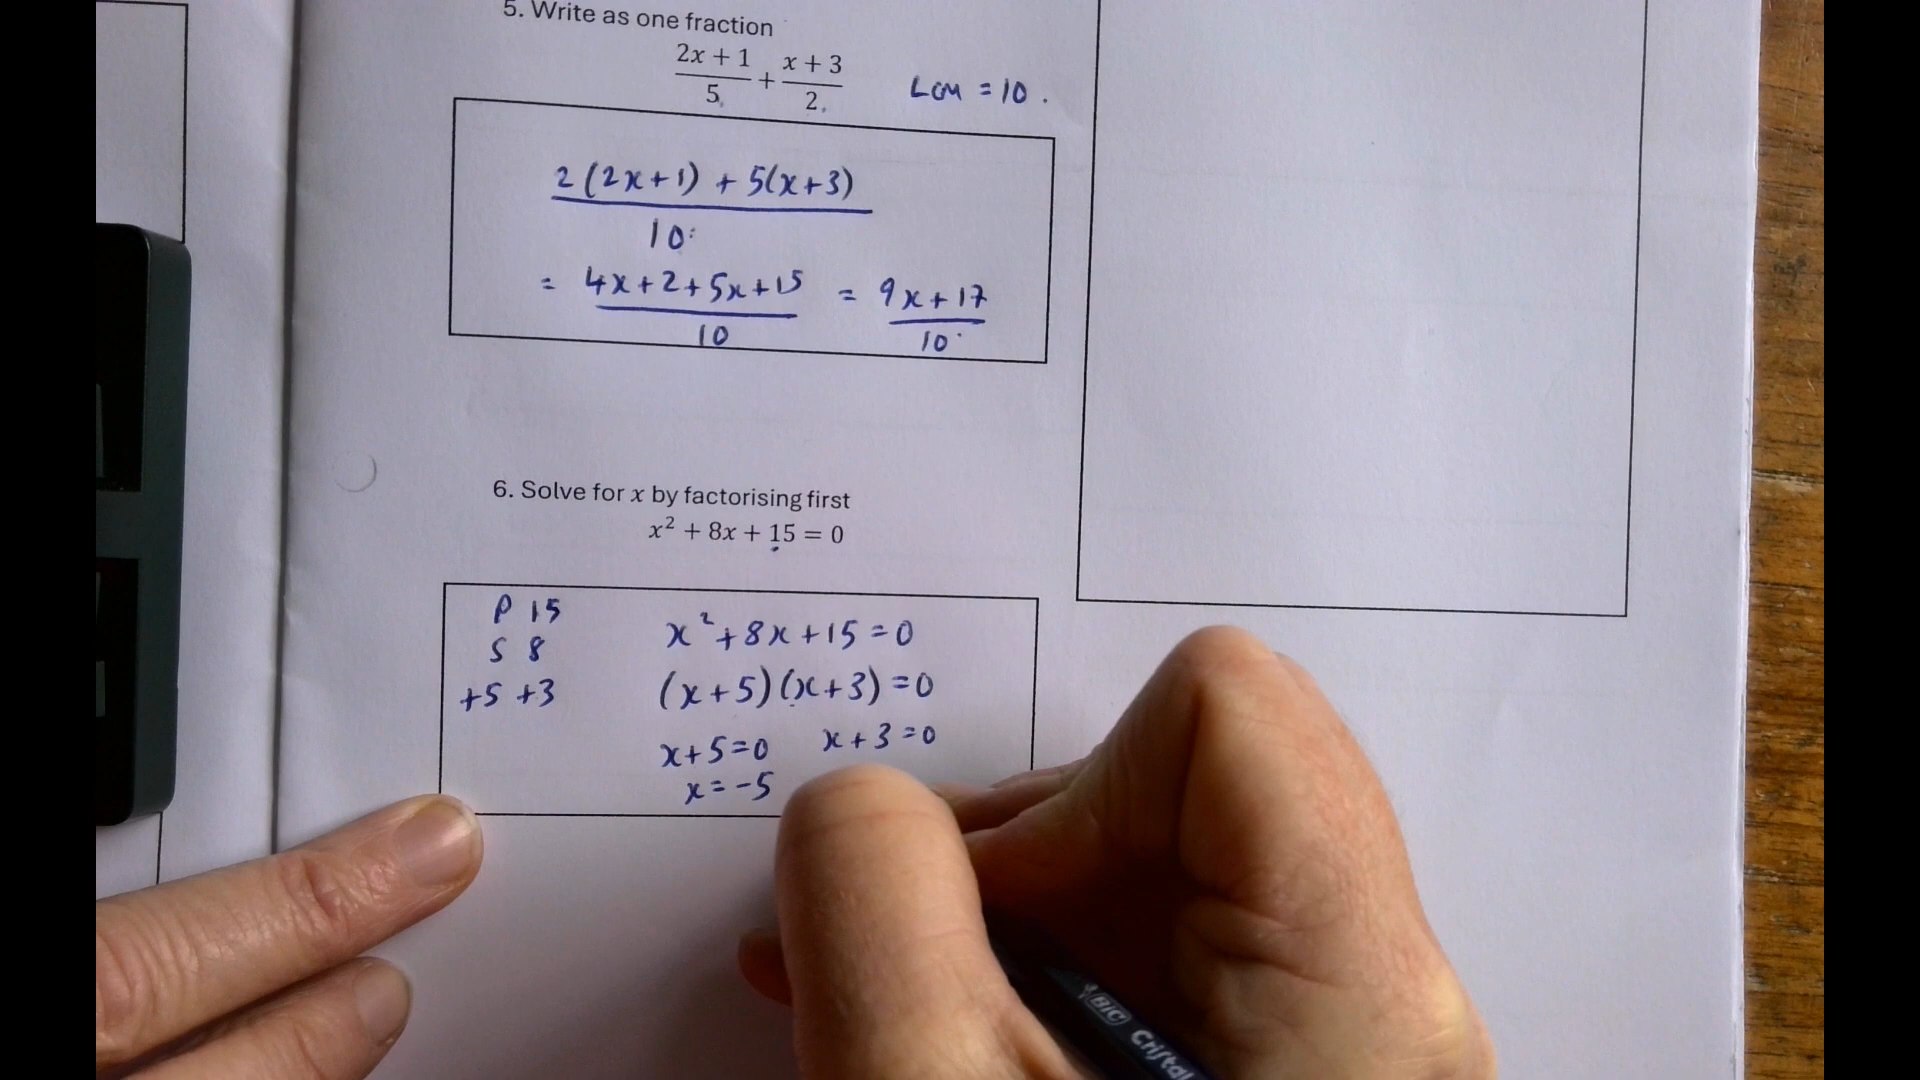 5. Write as one fraction
2x + 1 / 5 + x + 3 / 2
LCM = 10.
2(2x+1) + 5(x+3)
10
= 4x+2+5x+15 / 10 = 9x+17 / 10
6. Solve for x by factorising first
x² + 8x + 15 = 0
P 15
S 8
+5 +3
x²+8x+15=0
(x+5)(x+3)=0
x+5=0 x+3=0
x=-5
BIC Cristal